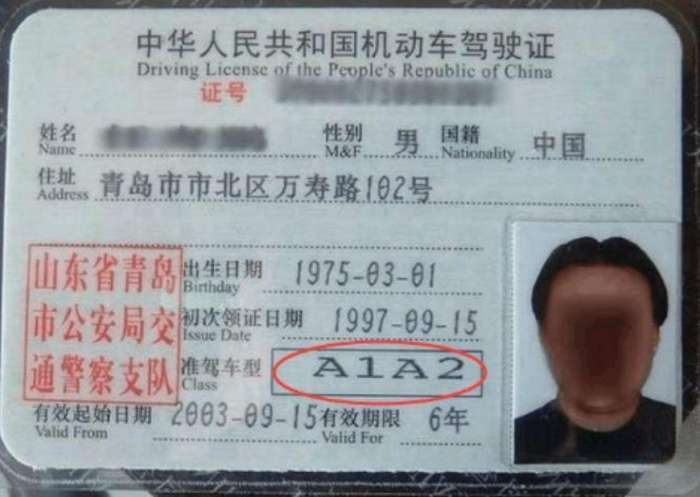 中华人民共和国机动车驾驶证
Driving License of the People's Republic of China
证号
姓名 性别 男 国籍 中国
Name M&F Nationality
住址 青岛市市北区万寿路102号
Address
山东省青岛
市公安局交
通警察支队
出生日期 1975-03-01
Birthday
初次领证日期 1997-09-15
Issue Date
准驾车型 A1A2
Class
有效起始日期 2003-09-15 有效期限 6年
Valid From Valid For